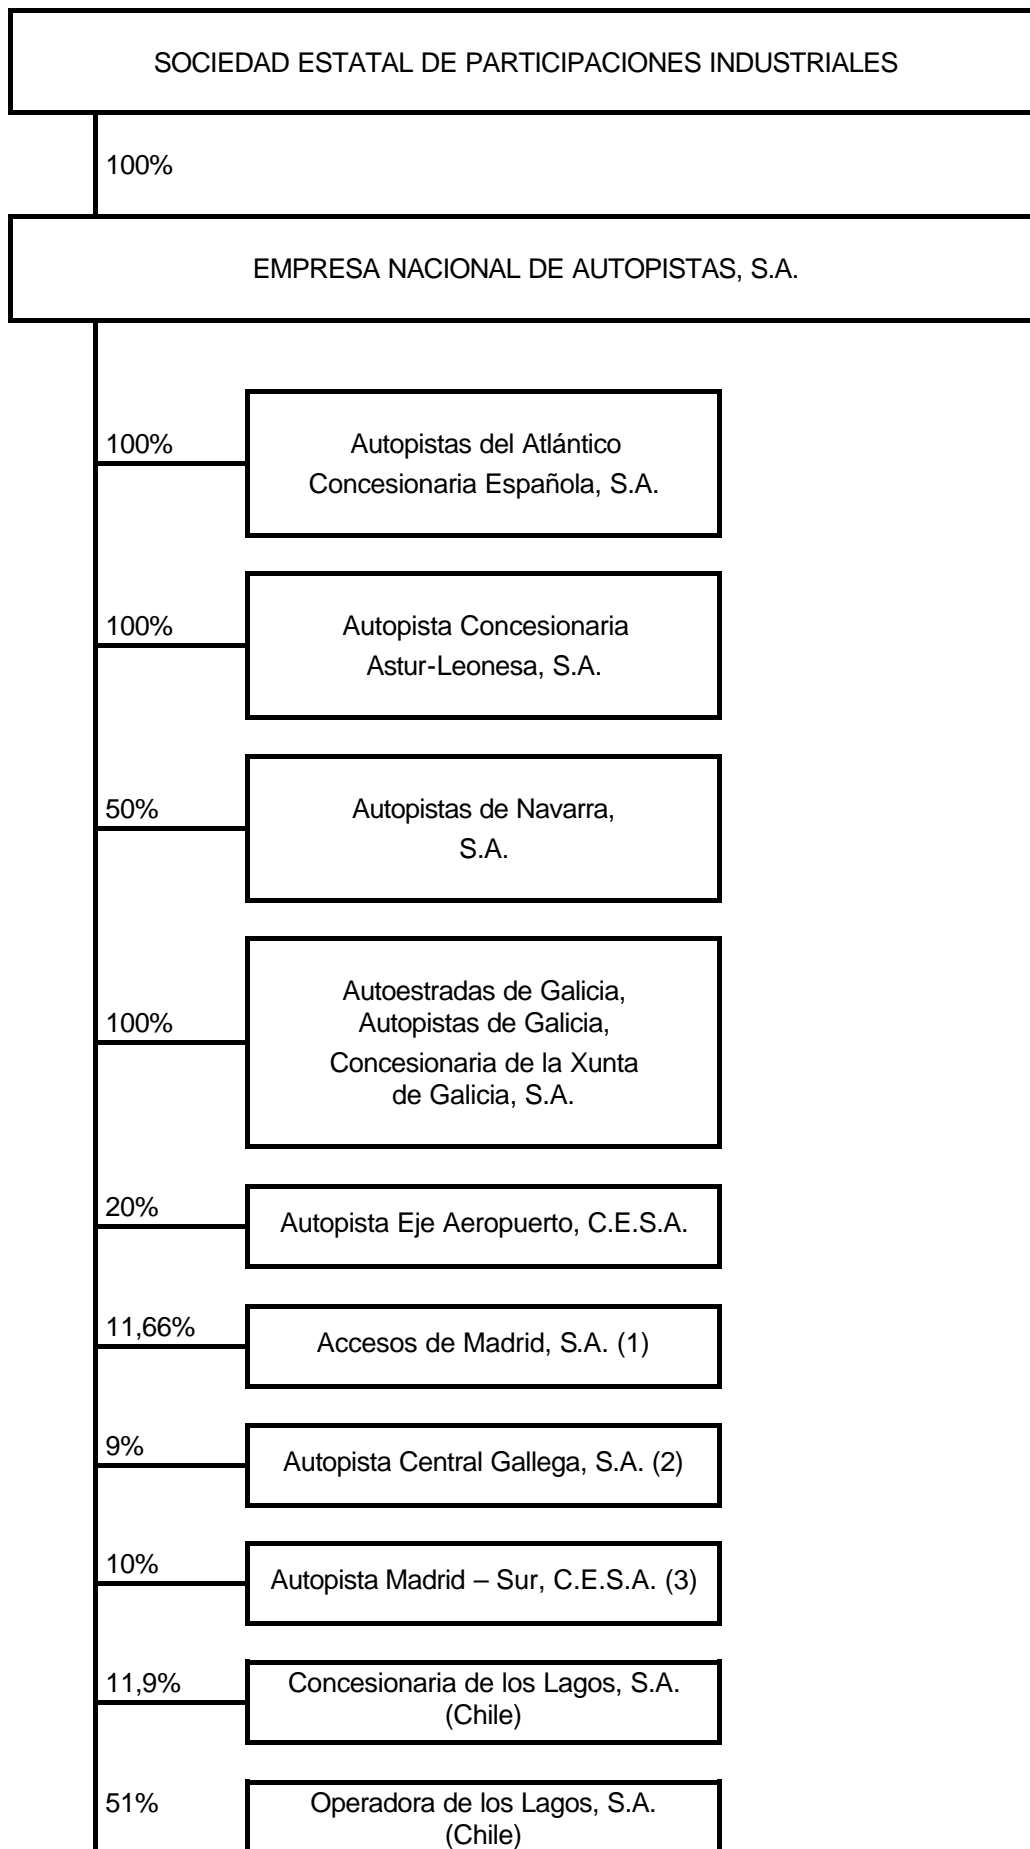 SOCIEDAD ESTATAL DE PARTICIPACIONES INDUSTRIALES
100%
EMPRESA NACIONAL DE AUTOPISTAS, S.A.
100%
Autopistas del Atlántico
Concesionaria Española, S.A.
100%
Autopista Concesionaria
Astur-Leonesa, S.A.
50%
Autopistas de Navarra,
S.A.
100%
Autoestradas de Galicia,
Autopistas de Galicia,
Concesionaria de la Xunta
de Galicia, S.A.
20%
Autopista Eje Aeropuerto, C.E.S.A.
11,66%
Accesos de Madrid, S.A. (1)
9%
Autopista Central Gallega, S.A. (2)
10%
Autopista Madrid – Sur, C.E.S.A. (3)
11,9%
Concesionaria de los Lagos, S.A.
(Chile)
51%
Operadora de los Lagos, S.A.
(Chile)